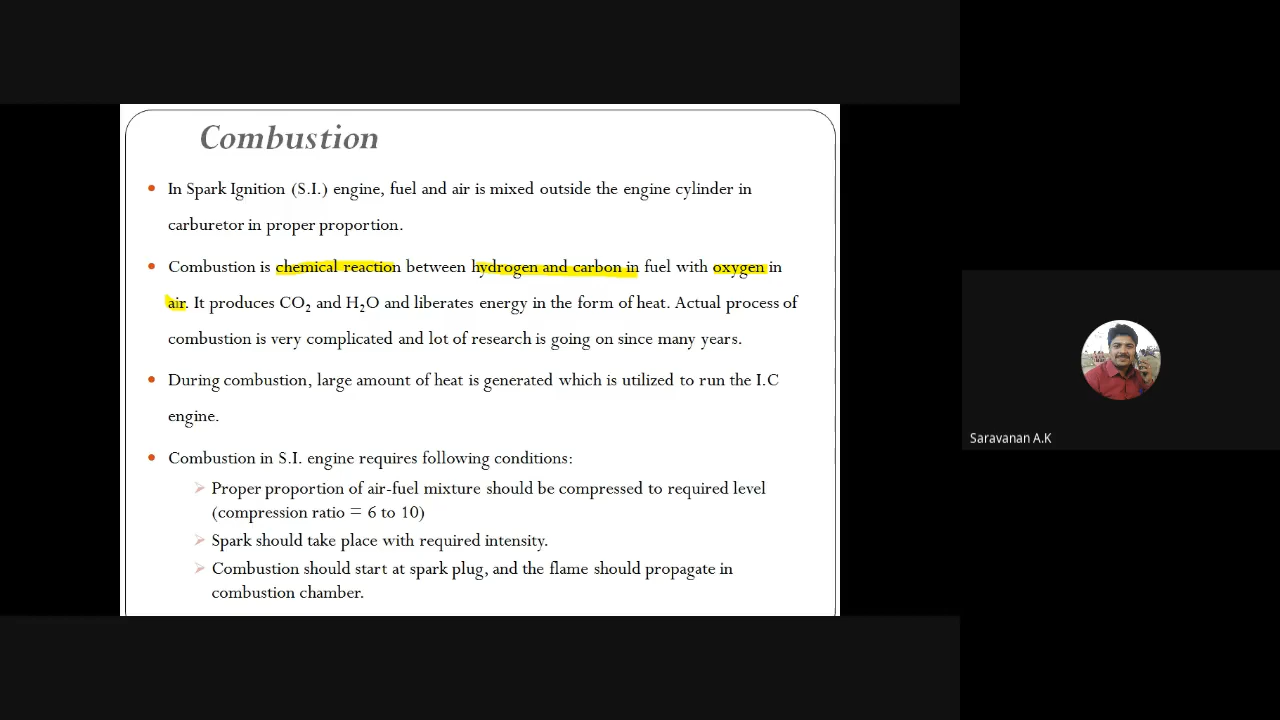 Combustion
• In Spark Ignition (S.I.) engine, fuel and air is mixed outside the engine cylinder in
carburetor in proper proportion.
• Combustion is chemical reaction between hydrogen and carbon in fuel with oxygen in
air. It produces CO₂ and H₂O and liberates energy in the form of heat. Actual process of
combustion is very complicated and lot of research is going on since many years.
• During combustion, large amount of heat is generated which is utilized to run the I.C
engine.
• Combustion in S.I. engine requires following conditions:
➢ Proper proportion of air-fuel mixture should be compressed to required level
(compression ratio = 6 to 10)
➢ Spark should take place with required intensity.
➢ Combustion should start at spark plug, and the flame should propagate in
combustion chamber.
Saravanan A.K